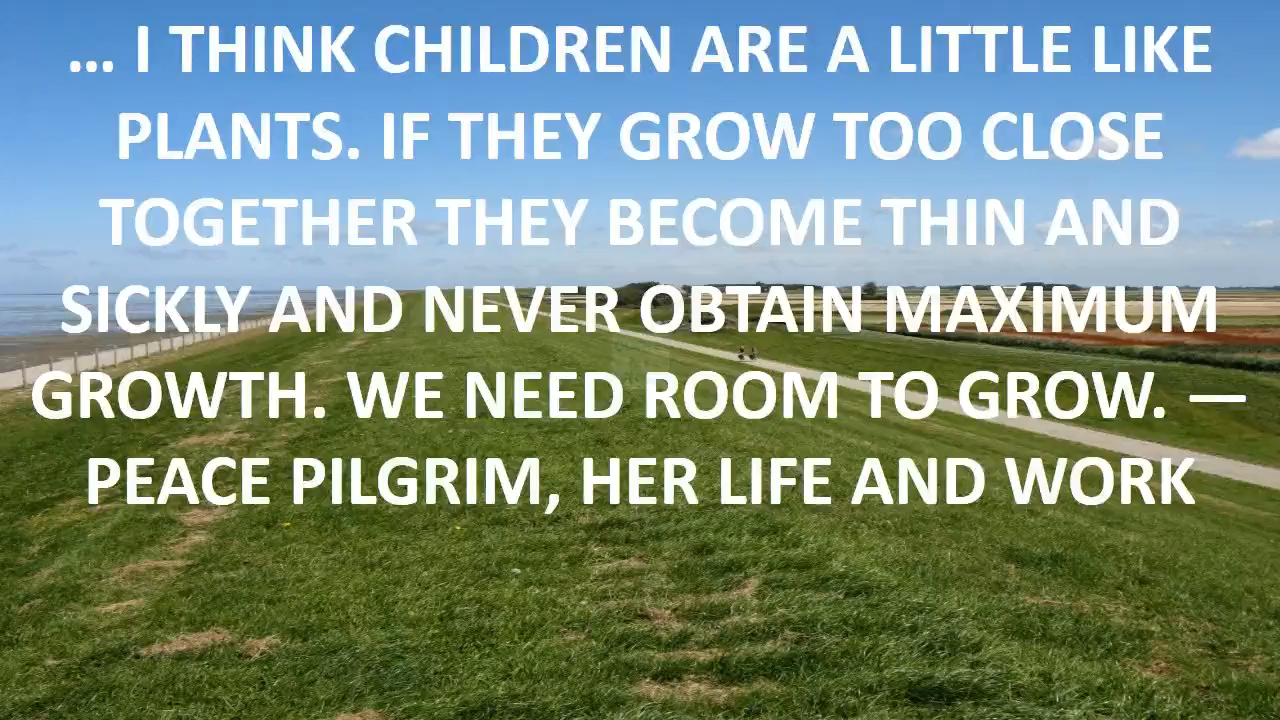 ... I THINK CHILDREN ARE A LITTLE LIKE
PLANTS. IF THEY GROW TOO CLOSE
TOGETHER THEY BECOME THIN AND
SICKLY AND NEVER OBTAIN MAXIMUM
GROWTH. WE NEED ROOM TO GROW. —
PEACE PILGRIM, HER LIFE AND WORK